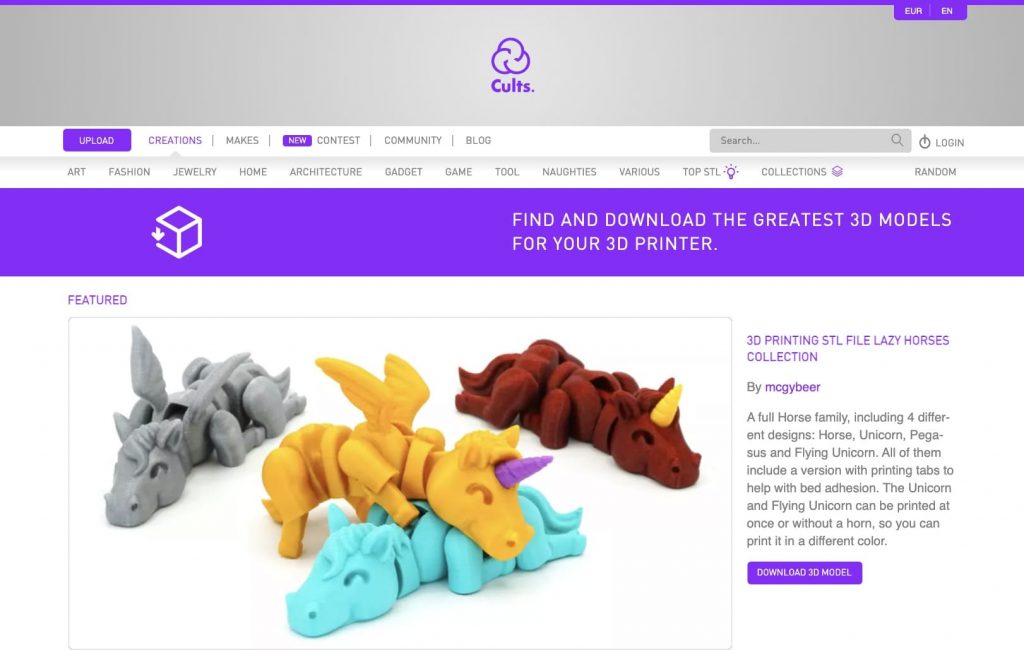 EUR EN
Cults.
UPLOAD CREATIONS MAKES NEW CONTEST COMMUNITY BLOG Search... LOGIN
ART FASHION JEWELRY HOME ARCHITECTURE GADGET GAME TOOL NAUGHTIES VARIOUS TOP STL COLLECTIONS RANDOM
FIND AND DOWNLOAD THE GREATEST 3D MODELS
FOR YOUR 3D PRINTER.
FEATURED
3D PRINTING STL FILE LAZY HORSES
COLLECTION
By mcgybeer
A full Horse family, including 4 differ-
ent designs: Horse, Unicorn, Pega-
sus and Flying Unicorn. All of them
include a version with printing tabs to
help with bed adhesion. The Unicorn
and Flying Unicorn can be printed at
once or without a horn, so you can
print it in a different color.
DOWNLOAD 3D MODEL